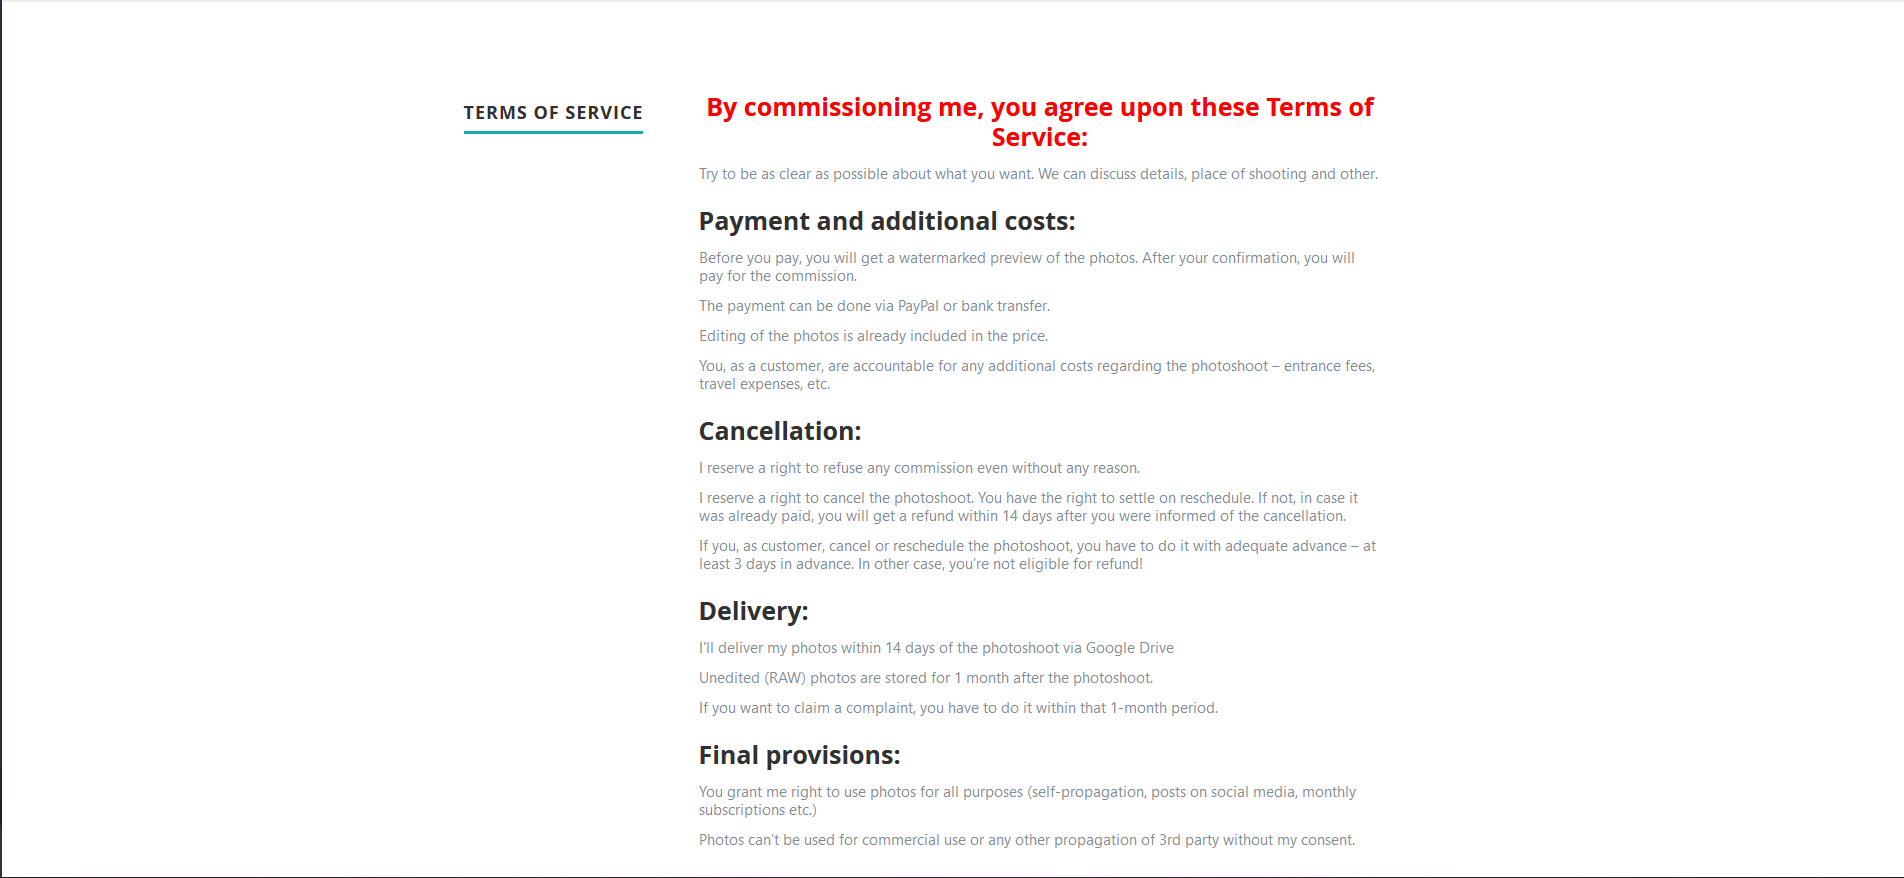 TERMS OF SERVICE
By commissioning me, you agree upon these Terms of
Service:
Try to be as clear as possible about what you want. We can discuss details, place of shooting and other.
Payment and additional costs:
Before you pay, you will get a watermarked preview of the photos. After your confirmation, you will
pay for the commission.
The payment can be done via PayPal or bank transfer.
Editing of the photos is already included in the price.
You, as a customer, are accountable for any additional costs regarding the photoshoot – entrance fees,
travel expenses, etc.
Cancellation:
I reserve a right to refuse any commission even without any reason.
I reserve a right to cancel the photoshoot. You have the right to settle on reschedule. If not, in case it
was already paid, you will get a refund within 14 days after you were informed of the cancellation.
If you, as customer, cancel or reschedule the photoshoot, you have to do it with adequate advance – at
least 3 days in advance. In other case, you’re not eligible for refund!
Delivery:
I'll deliver my photos within 14 days of the photoshoot via Google Drive
Unedited (RAW) photos are stored for 1 month after the photoshoot.
If you want to claim a complaint, you have to do it within that 1-month period.
Final provisions:
You grant me right to use photos for all purposes (self-propagation, posts on social media, monthly
subscriptions etc.)
Photos can’t be used for commercial use or any other propagation of 3rd party without my consent.